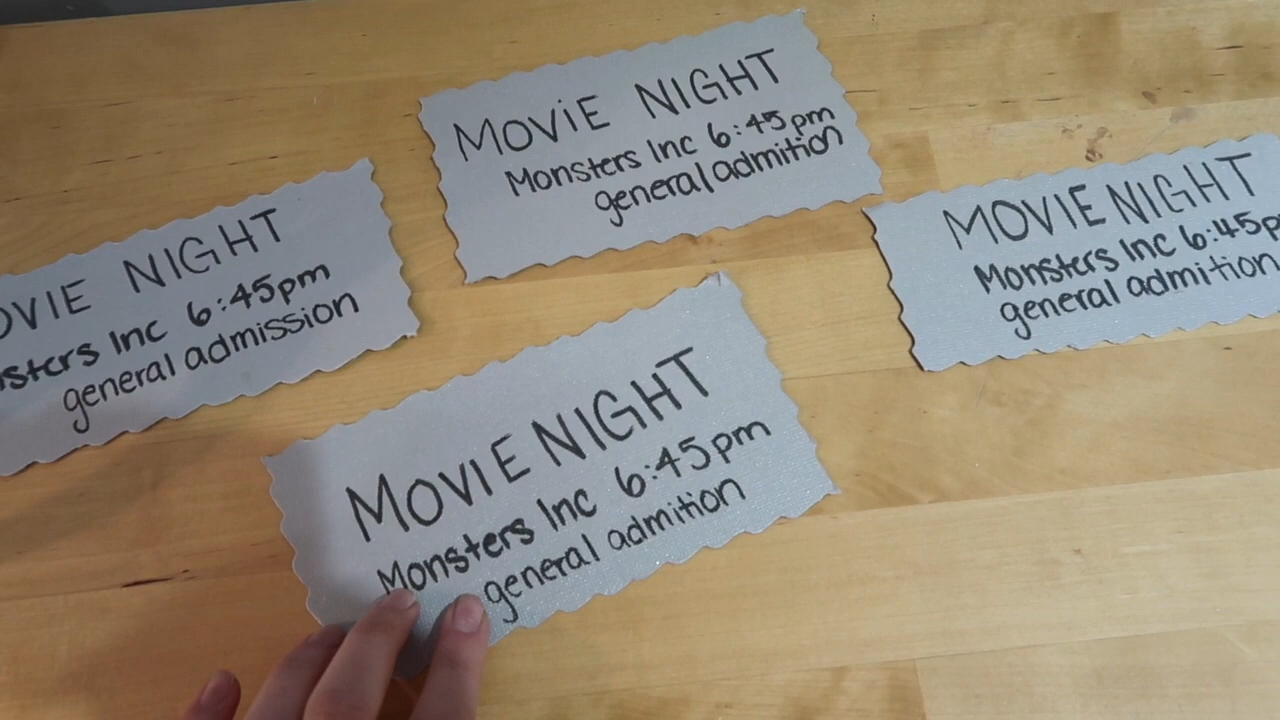 MOVIE NIGHT
Monsters Inc 6:45pm
general admition
OVIE NIGHT
sters Inc 6:45pm
general admission
MOVIE NIGHT
Monsters Inc 6:45p
general admition
MOVIE NIGHT
Monsters Inc 6:45pm
general admition